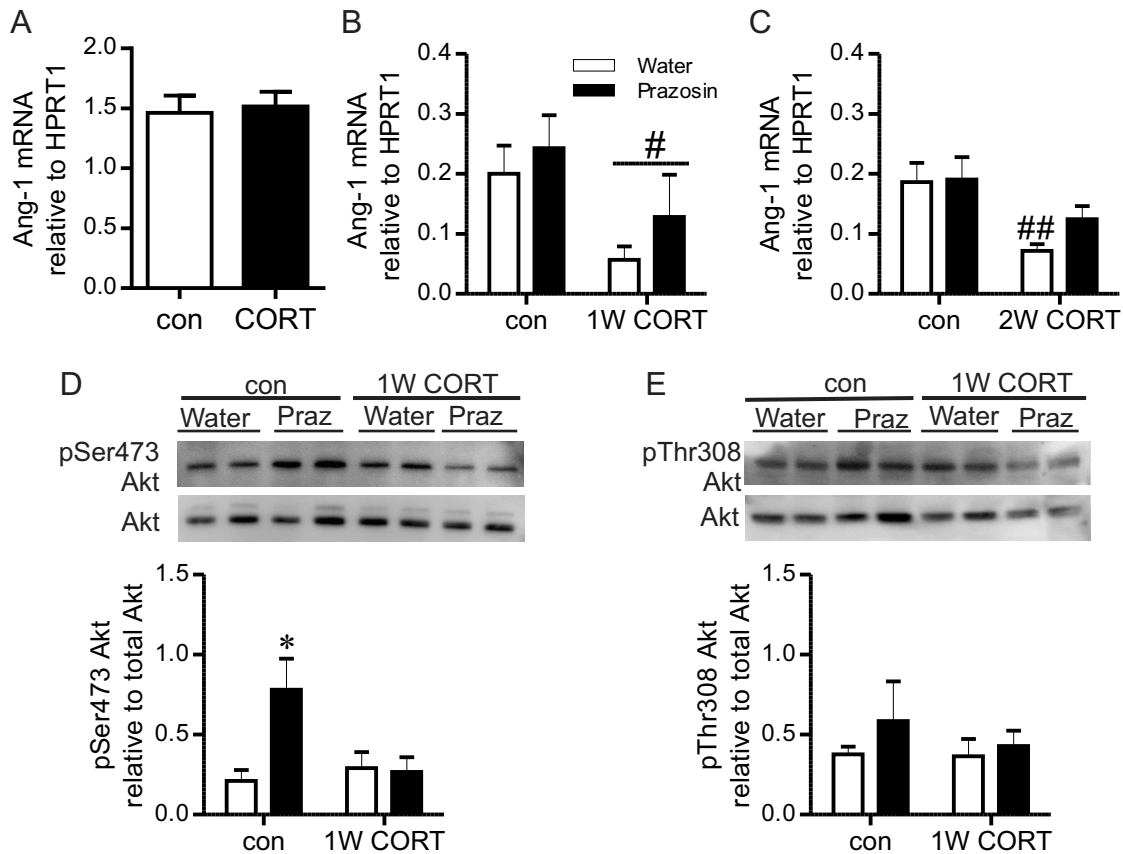 A
Ang-1 mRNA
relative to HPRT1
2.0
1.5
1.0
0.5
0.0
con CORT
B
Ang-1 mRNA
relative to HPRT1
0.4
0.3
0.2
0.1
0.0
Water
Prazosin
#
con 1W CORT
C
Ang-1 mRNA
relative to HPRT1
0.4
0.3
0.2
0.1
0.0
##
con 2W CORT
D
con 1W CORT
Water Praz Water Praz
pSer473
Akt
Akt
pSer473 Akt
relative to total Akt
1.5
1.0
0.5
0.0
*
con 1W CORT
E
con 1W CORT
Water Praz Water Praz
pThr308
Akt
Akt
pThr308 Akt
relative to total Akt
1.5
1.0
0.5
0.0
con 1W CORT